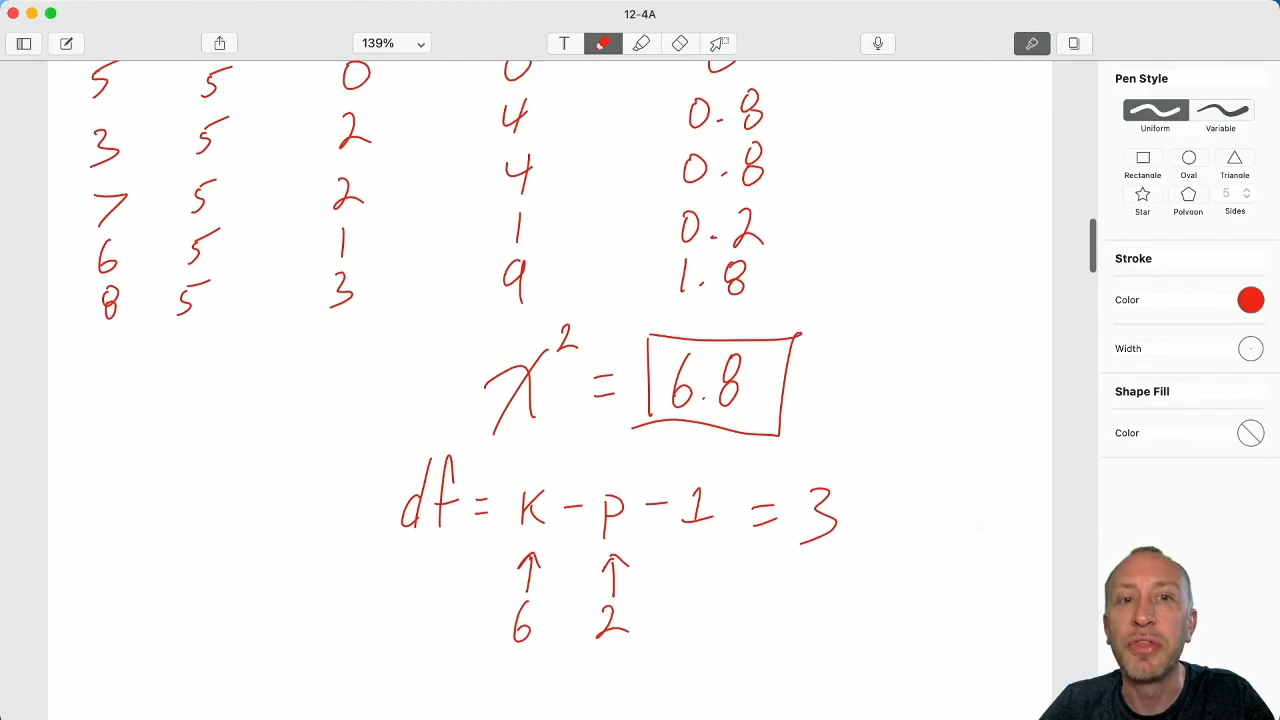 12-4A
139%
T
5 5 0 0 0
3 5 2 4 0.8
7 5 2 4 0.8
6 5 1 1 0.2
8 5 3 9 1.8
χ² = 6.8
df = K - p - 1 = 3
↑ ↑
6 2
Pen Style
Uniform Variable
Rectangle Oval Triangle
5
Star Polygon Sides
Stroke
Color
Width
Shape Fill
Color